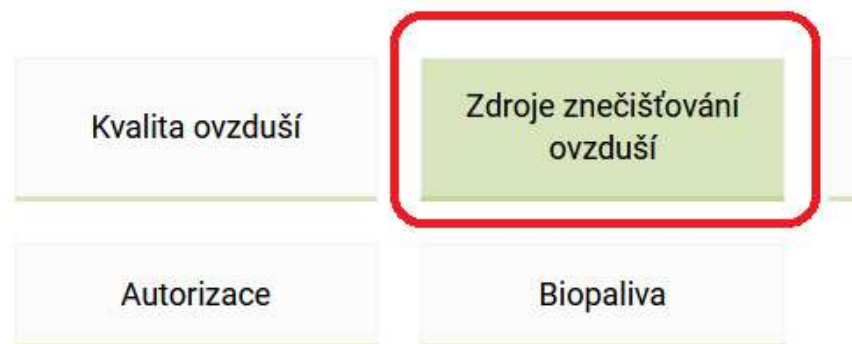 Kvalita ovzduší
Zdroje znečišťování
ovzduší
Autorizace
Biopaliva